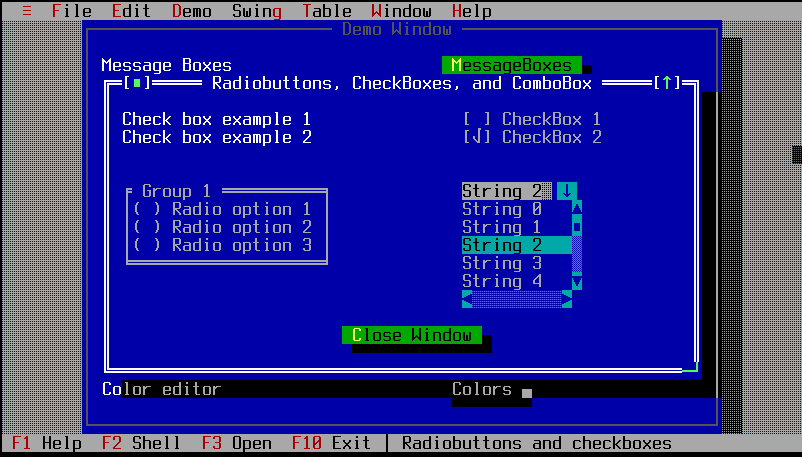 ≡ File Edit Demo Swing Table Window Help
Demo Window
Message Boxes MessageBoxes
[■] Radiobuttons, CheckBoxes, and ComboBox [↑]
Check box example 1 [ ] CheckBox 1
Check box example 2 [√] CheckBox 2
Group 1 String 2 ↓
( ) Radio option 1 String 0
( ) Radio option 2 String 1
( ) Radio option 3 String 2
String 3
String 4
Close Window
Color editor Colors
F1 Help F2 Shell F3 Open F10 Exit │ Radiobuttons and checkboxes